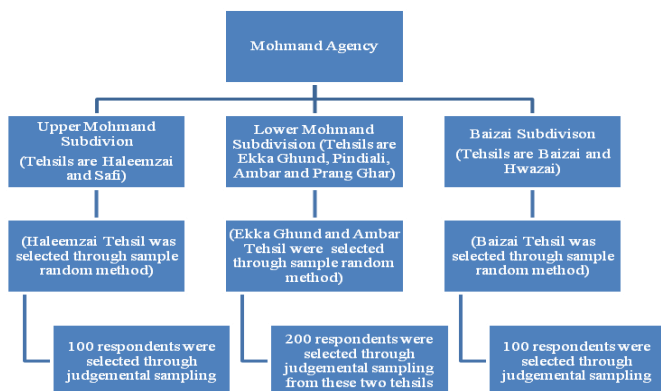 Mohmand Agency
Upper Mohmand
Subdivion
(Tehsils are Haleemzai
and Safi)
Lower Mohmand
Subdivision (Tehsils are
Ekka Ghund, Pindiali,
Ambar and Prang Ghar)
Baizai Subdivison
(Tehsils are Baizai and
Hwazai)
(Haleemzai Tehsil was
selected through sample
random method)
(Ekka Ghund and Ambar
Tehsil were selected
through sample random
method)
(Baizai Tehsil was
selected through sample
random method)
100 respondents were
selected through
judgemental sampling
200 respondents were
selected through
judgemental sampling
from these two tehsils
100 respondents were
selected through
judgemental sampling